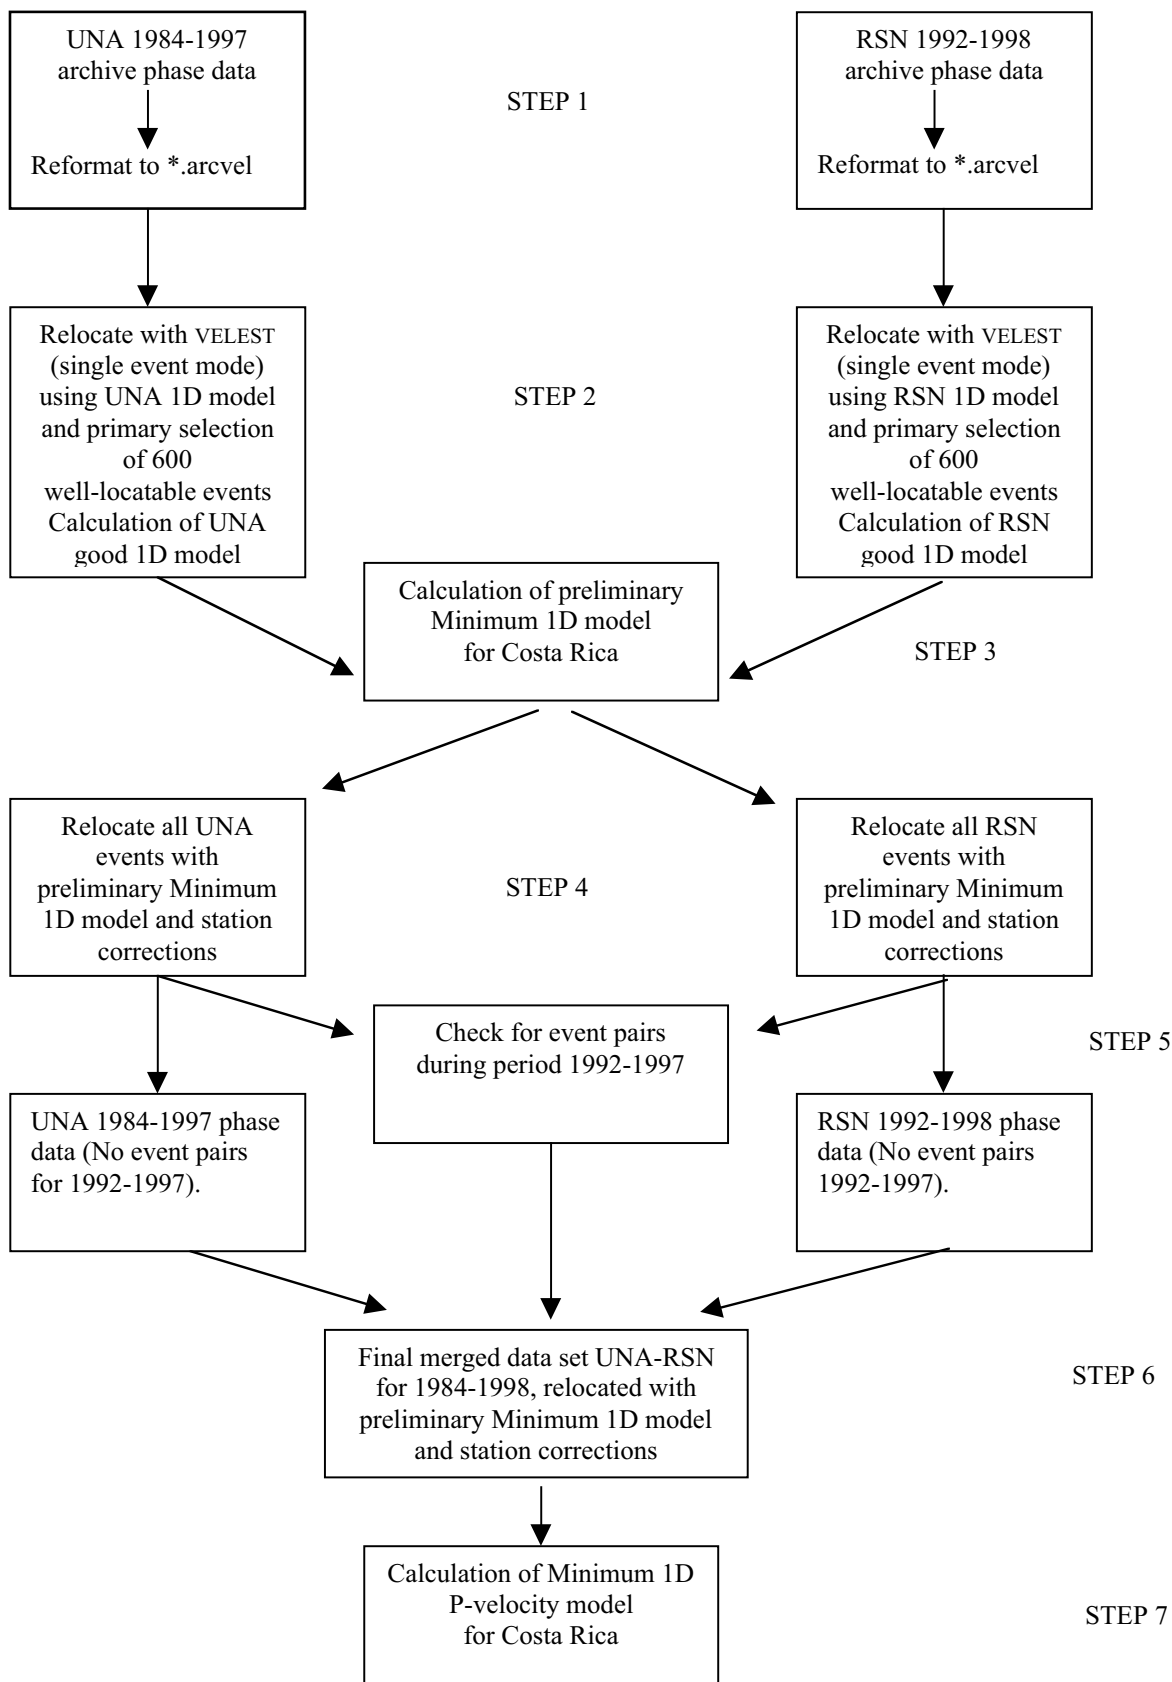 UNA 1984-1997
archive phase data
Reformat to *.arcvel
STEP 1
RSN 1992-1998
archive phase data
Reformat to *.arcvel
Relocate with VELEST
(single event mode)
using UNA 1D model
and primary selection
of 600
well-locatable events
Calculation of UNA
good 1D model
STEP 2
Relocate with VELEST
(single event mode)
using RSN 1D model
and primary selection
of 600
well-locatable events
Calculation of RSN
good 1D model
Calculation of preliminary
Minimum 1D model
for Costa Rica
STEP 3
Relocate all UNA
events with
preliminary Minimum
1D model and station
corrections
STEP 4
Relocate all RSN
events with
preliminary Minimum
1D model and station
corrections
Check for event pairs
during period 1992-1997
STEP 5
UNA 1984-1997 phase
data (No event pairs
for 1992-1997).
RSN 1992-1998 phase
data (No event pairs
1992-1997).
Final merged data set UNA-RSN
for 1984-1998, relocated with
preliminary Minimum 1D model
and station corrections
STEP 6
Calculation of Minimum 1D
P-velocity model
for Costa Rica
STEP 7